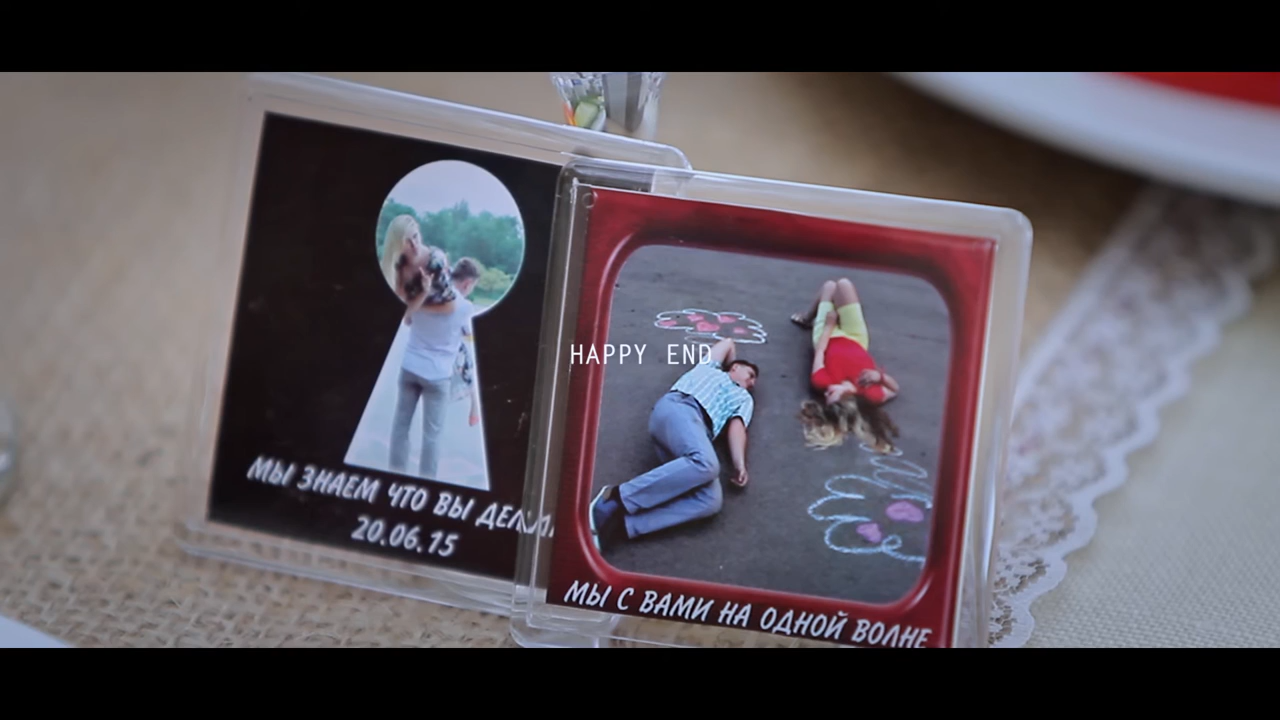 HAPPY END
МЫ ЗНАЕМ ЧТО ВЫ
20.06.15
МЫ С ВАМИ НА ОДНОЙ ВОЛНЕ